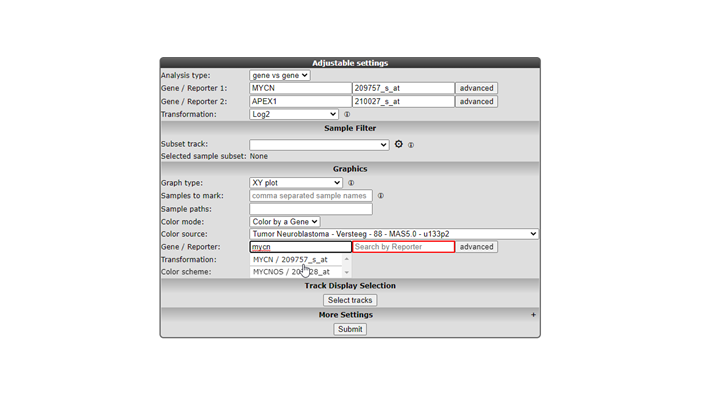 Adjustable settings
Analysis type: gene vs gene
Gene / Reporter 1: MYCN 209757_s_at advanced
Gene / Reporter 2: APEX1 210027_s_at advanced
Transformation: Log2
Sample Filter
Subset track:
Selected sample subset: None
Graphics
Graph type: XY plot
Samples to mark: comma separated sample names
Sample paths:
Color mode: Color by a Gene
Color source: Tumor Neuroblastoma - Versteeg - 88 - MAS5.0 - u133p2
Gene / Reporter: mycn Search by Reporter advanced
Transformation: MYCN / 209757_s_at
Color scheme: MYCNOS /
Track Display Selection
Select tracks
More Settings +
Submit